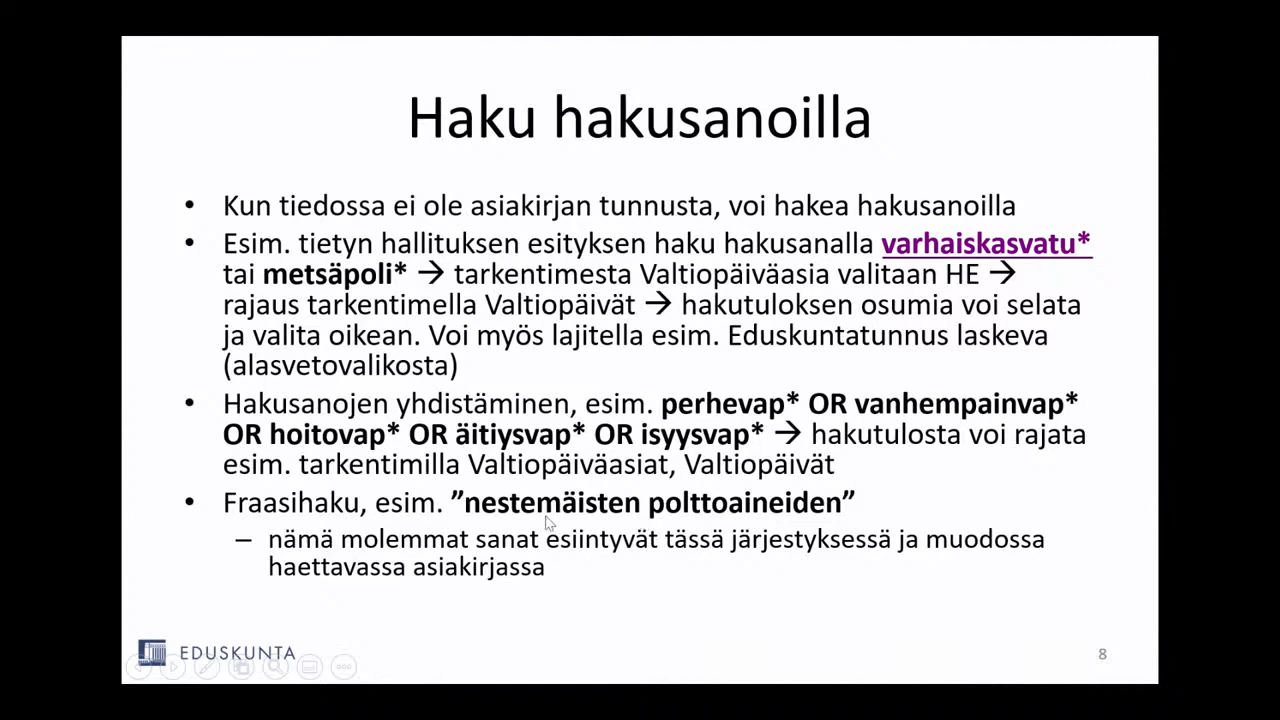 Haku hakusanoilla
• Kun tiedossa ei ole asiakirjan tunnusta, voi hakea hakusanoilla
• Esim. tietyn hallituksen esityksen haku hakusanalla varhaiskasvatu*
tai metsäpoli* → tarkentimesta Valtiopäiväasia valitaan HE →
rajaus tarkentimella Valtiopäivät → hakutuloksen osumia voi selata
ja valita oikean. Voi myös lajitella esim. Eduskuntatunnus laskeva
(alasvetovalikosta)
• Hakusanojen yhdistäminen, esim. perhevap* OR vanhempainvap*
OR hoitovap* OR äitiysvap* OR isyysvap* → hakutulosta voi rajata
esim. tarkentimilla Valtiopäiväasiat, Valtiopäivät
• Fraasihaku, esim. ”nestemäisten polttoaineiden”
– nämä molemmat sanat esiintyvät tässä järjestyksessä ja muodossa
haettavassa asiakirjassa
EDUSKUNTA
8